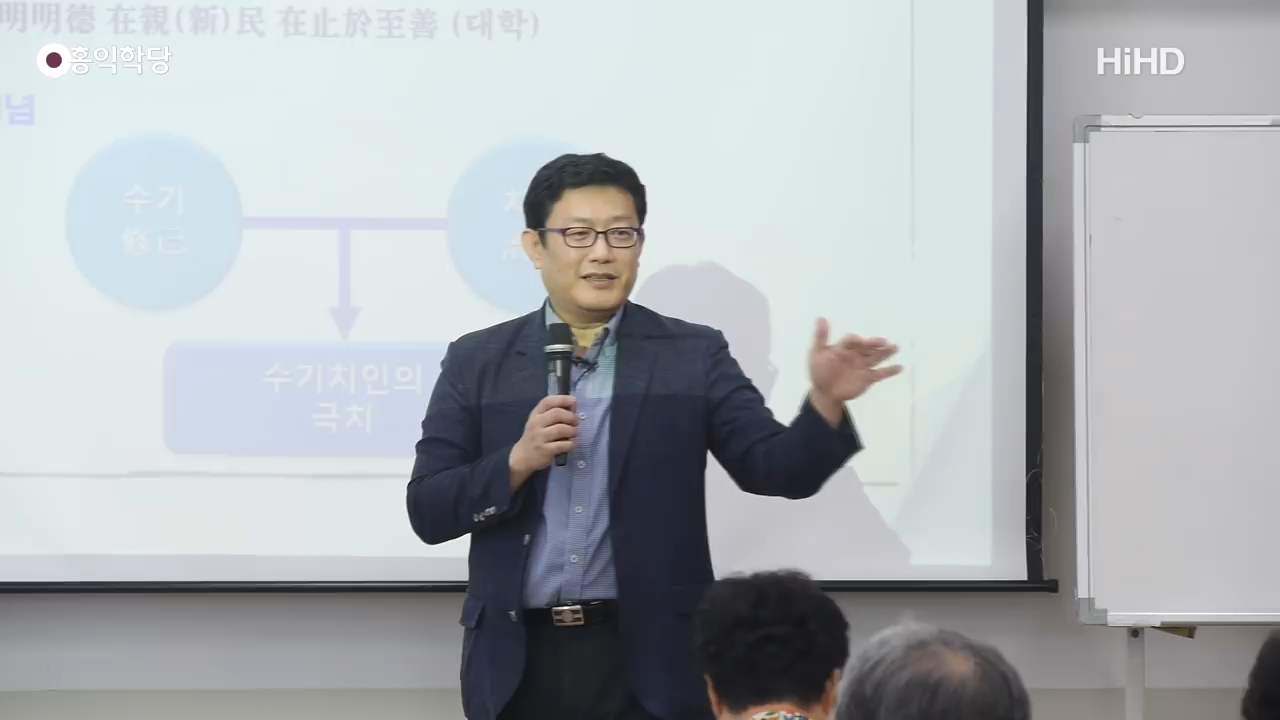 明明德 在親(新)民 在止於至善 (대학)
홍익학당
HiHD
념
수기
修己
수기치인의
극치